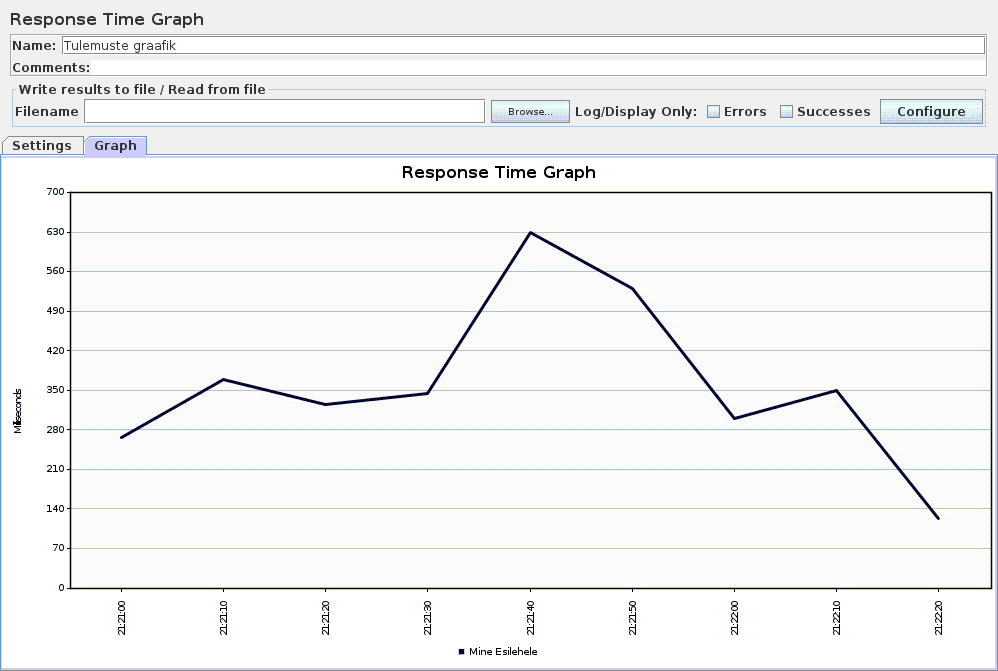 Response Time Graph
Name: Tulemuste graafik
Comments:
Write results to file / Read from file
Filename Browse... Log/Display Only: Errors Successes Configure
Settings Graph
Response Time Graph
700
630
560
490
420
350
280
210
140
70
0
Milliseconds
21:21:00 21:21:10 21:21:20 21:21:30 21:21:40 21:21:50 21:22:00 21:22:10 21:22:20
Mine Esilehele